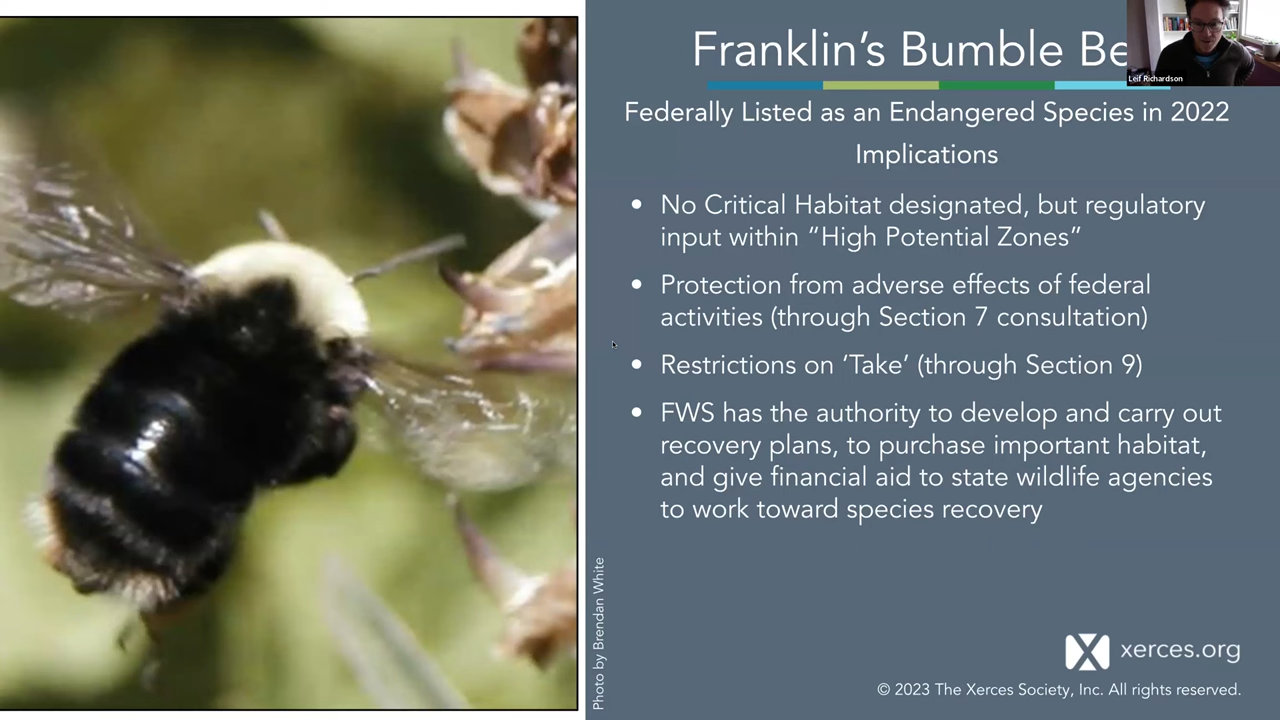 Franklin's Bumble Be
Leif Richardson
Federally Listed as an Endangered Species in 2022
Implications
• No Critical Habitat designated, but regulatory
input within “High Potential Zones”
• Protection from adverse effects of federal
activities (through Section 7 consultation)
• Restrictions on ‘Take’ (through Section 9)
• FWS has the authority to develop and carry out
recovery plans, to purchase important habitat,
and give financial aid to state wildlife agencies
to work toward species recovery
Photo by Brendan White
xerces.org
© 2023 The Xerces Society, Inc. All rights reserved.